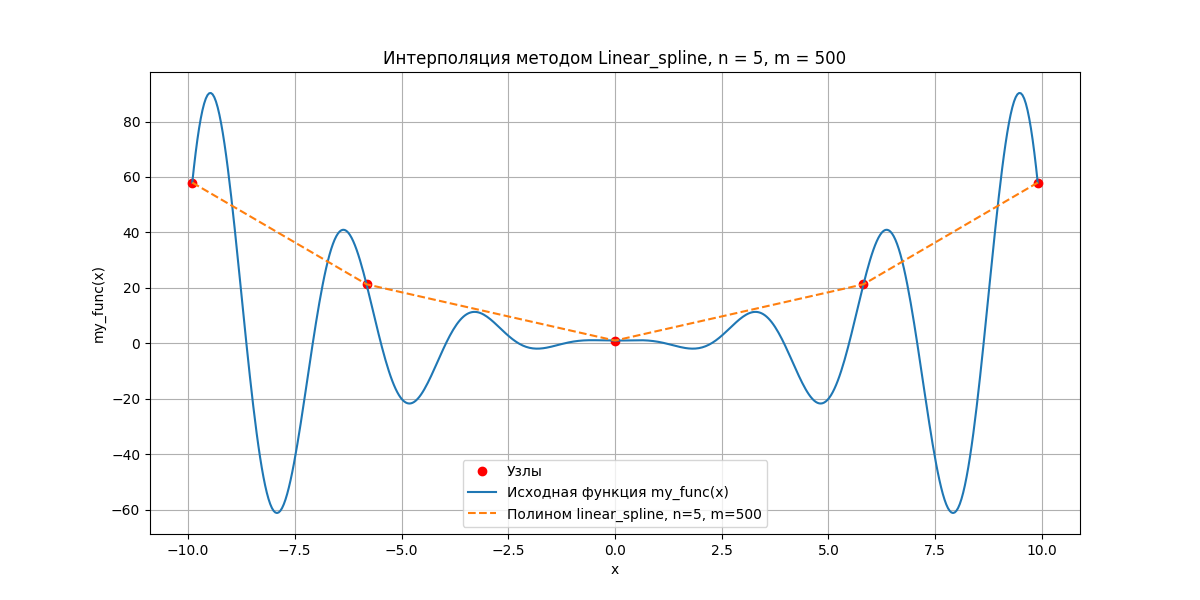 Интерполяция методом Linear_spline, n = 5, m = 500
my_func(x)
80
60
40
20
0
−20
−40
−60
Узлы
Исходная функция my_func(x)
Полином linear_spline, n=5, m=500
−10.0 −7.5 −5.0 −2.5 0.0 2.5 5.0 7.5 10.0
x